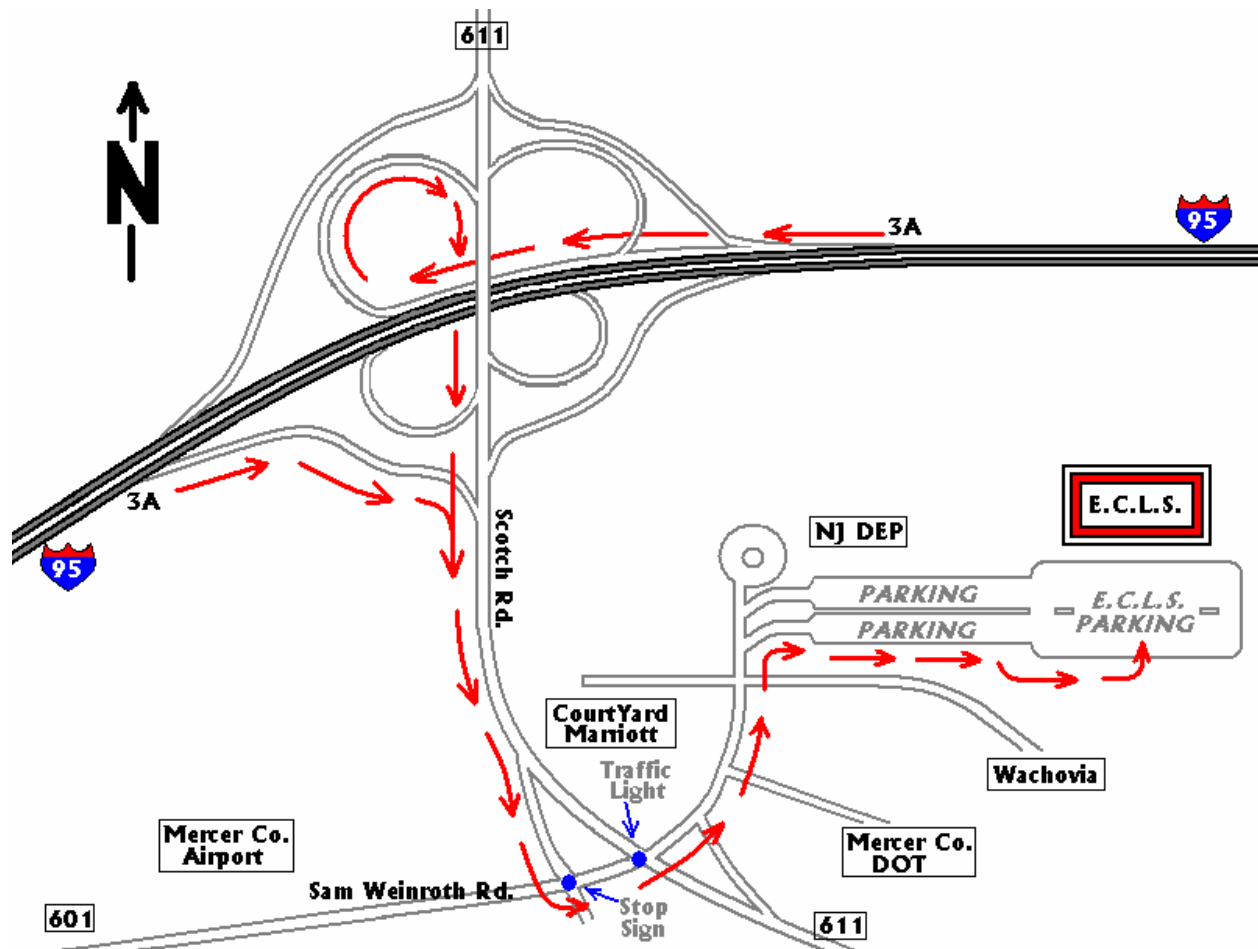 611
N
95
3A
3A
95
Scotch Rd.
E.C.L.S.
NJ DEP
PARKING
E.C.L.S.
PARKING
PARKING
CourtYard
Marriott
Traffic
Light
Wachovia
Mercer Co.
Airport
Mercer Co.
DOT
Sam Weinroth Rd.
Stop
Sign
601
611